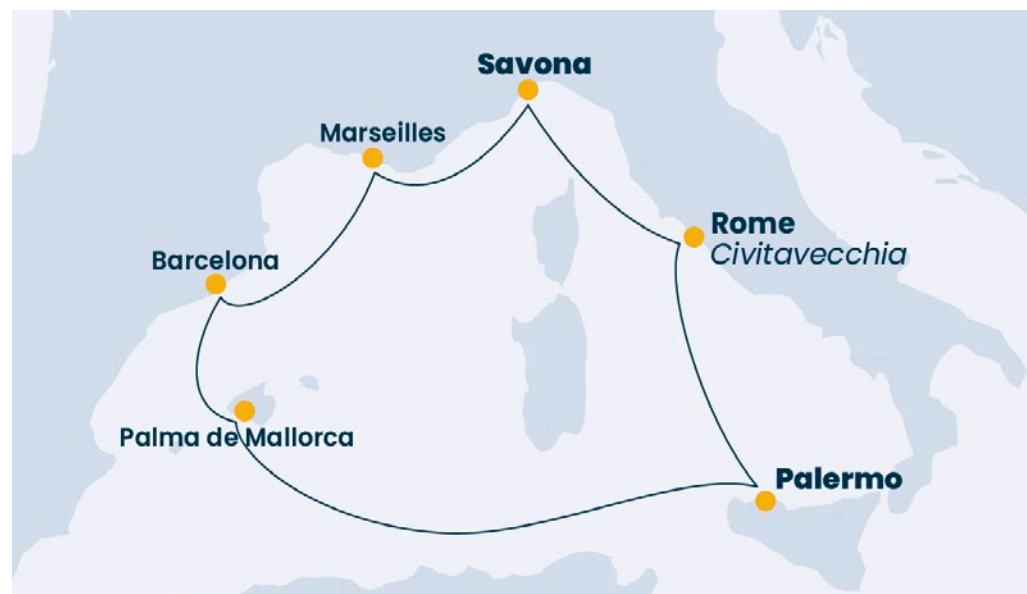 Savona
Marseilles
Rome
Civitavecchia
Barcelona
Palma de Mallorca
Palermo